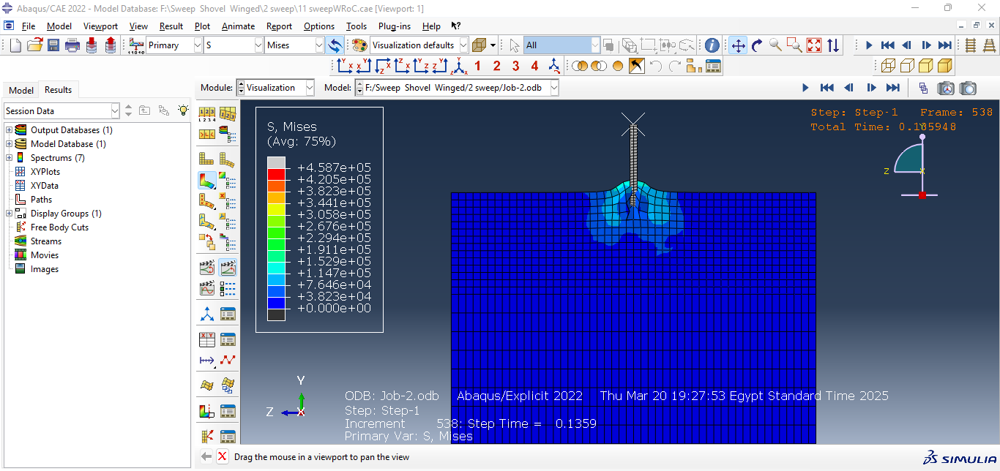 Abaqus/CAE 2022 - Model Database: F:\Sweep Shovel Winged\2 sweep\11 sweepWRoC.cae [Viewport: 1]
File Model Viewport View Result Plot Animate Report Options Tools Plug-ins Help
Primary S Mises Visualization defaults All
1 2 3 4
Model Results
Module: Visualization Model: F:/Sweep Shovel Winged/2 sweep/Job-2.odb
Session Data
Output Databases (1)
Model Database (1)
Spectrums (7)
XYPlots
XYData
Paths
Display Groups (1)
Free Body Cuts
Streams
Movies
Images
S, Mises
(Avg: 75%)
+4.587e+05
+4.205e+05
+3.823e+05
+3.441e+05
+3.058e+05
+2.676e+05
+2.294e+05
+1.911e+05
+1.529e+05
+1.147e+05
+7.646e+04
+3.823e+04
+0.000e+00
Step: Step-1 Frame: 538
Total Time: 0.135948
Z
X
Y
Z
X
ODB: Job-2.odb Abaqus/Explicit 2022 Thu Mar 20 19:27:53 Egypt Standard Time 2025
Step: Step-1
Increment 538: Step Time = 0.1359
Primary Var: S, Mises
Drag the mouse in a viewport to pan the view
SIMULIA